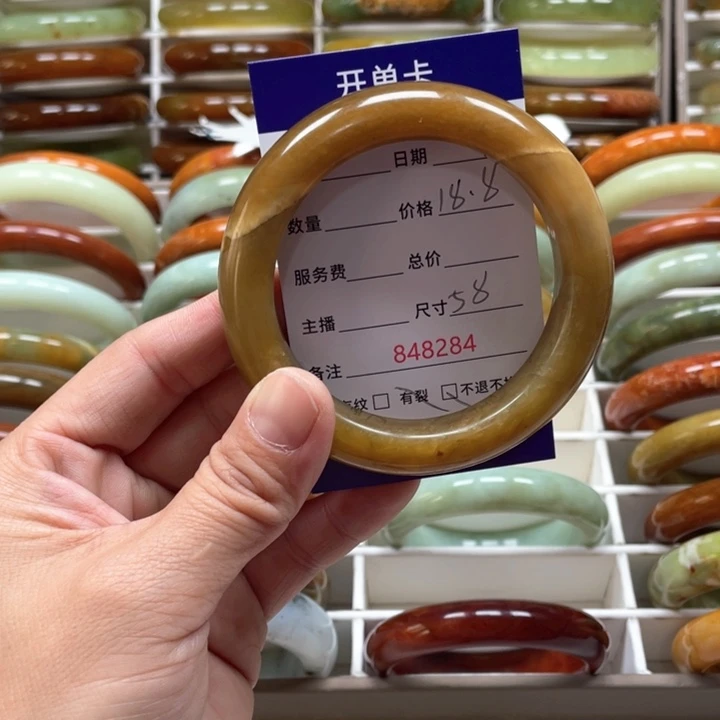 开单卡
日期
数量 价格 18.8
服务费 总价
主播 尺寸 58
备注 848284
纹 □ 有裂 ☑ 不退不